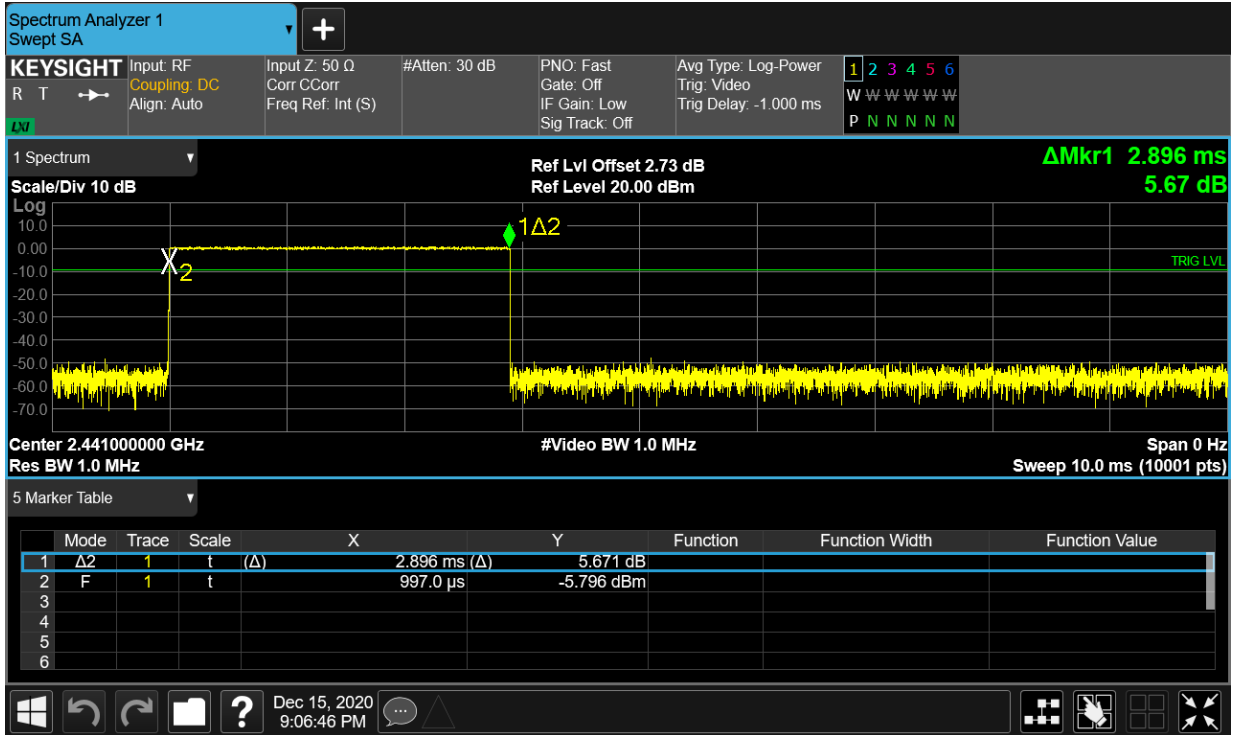 Spectrum Analyzer 1
Swept SA
+
KEYSIGHT
R T
LXI
Input: RF
Coupling: DC
Align: Auto
Input Z: 50 Ω
Corr CCorr
Freq Ref: Int (S)
#Atten: 30 dB
PNO: Fast
Gate: Off
IF Gain: Low
Sig Track: Off
Avg Type: Log-Power
Trig: Video
Trig Delay: -1.000 ms
1 2 3 4 5 6
W W W W W W
P N N N N N
1 Spectrum
Scale/Div 10 dB
Ref Lvl Offset 2.73 dB
Ref Level 20.00 dBm
ΔMkr1 2.896 ms
5.67 dB
Log
10.0
0.00
-10.0
-20.0
-30.0
-40.0
-50.0
-60.0
-70.0
1Δ2
2
TRIG LVL
Center 2.441000000 GHz
#Video BW 1.0 MHz
Span 0 Hz
Res BW 1.0 MHz
Sweep 10.0 ms (10001 pts)
5 Marker Table
Mode Trace Scale X Y Function Function Width Function Value
1 Δ2 1 t (Δ) 2.896 ms (Δ) 5.671 dB
2 F 1 t 997.0 µs -5.796 dBm
3
4
5
6
?
Dec 15, 2020
9:06:46 PM